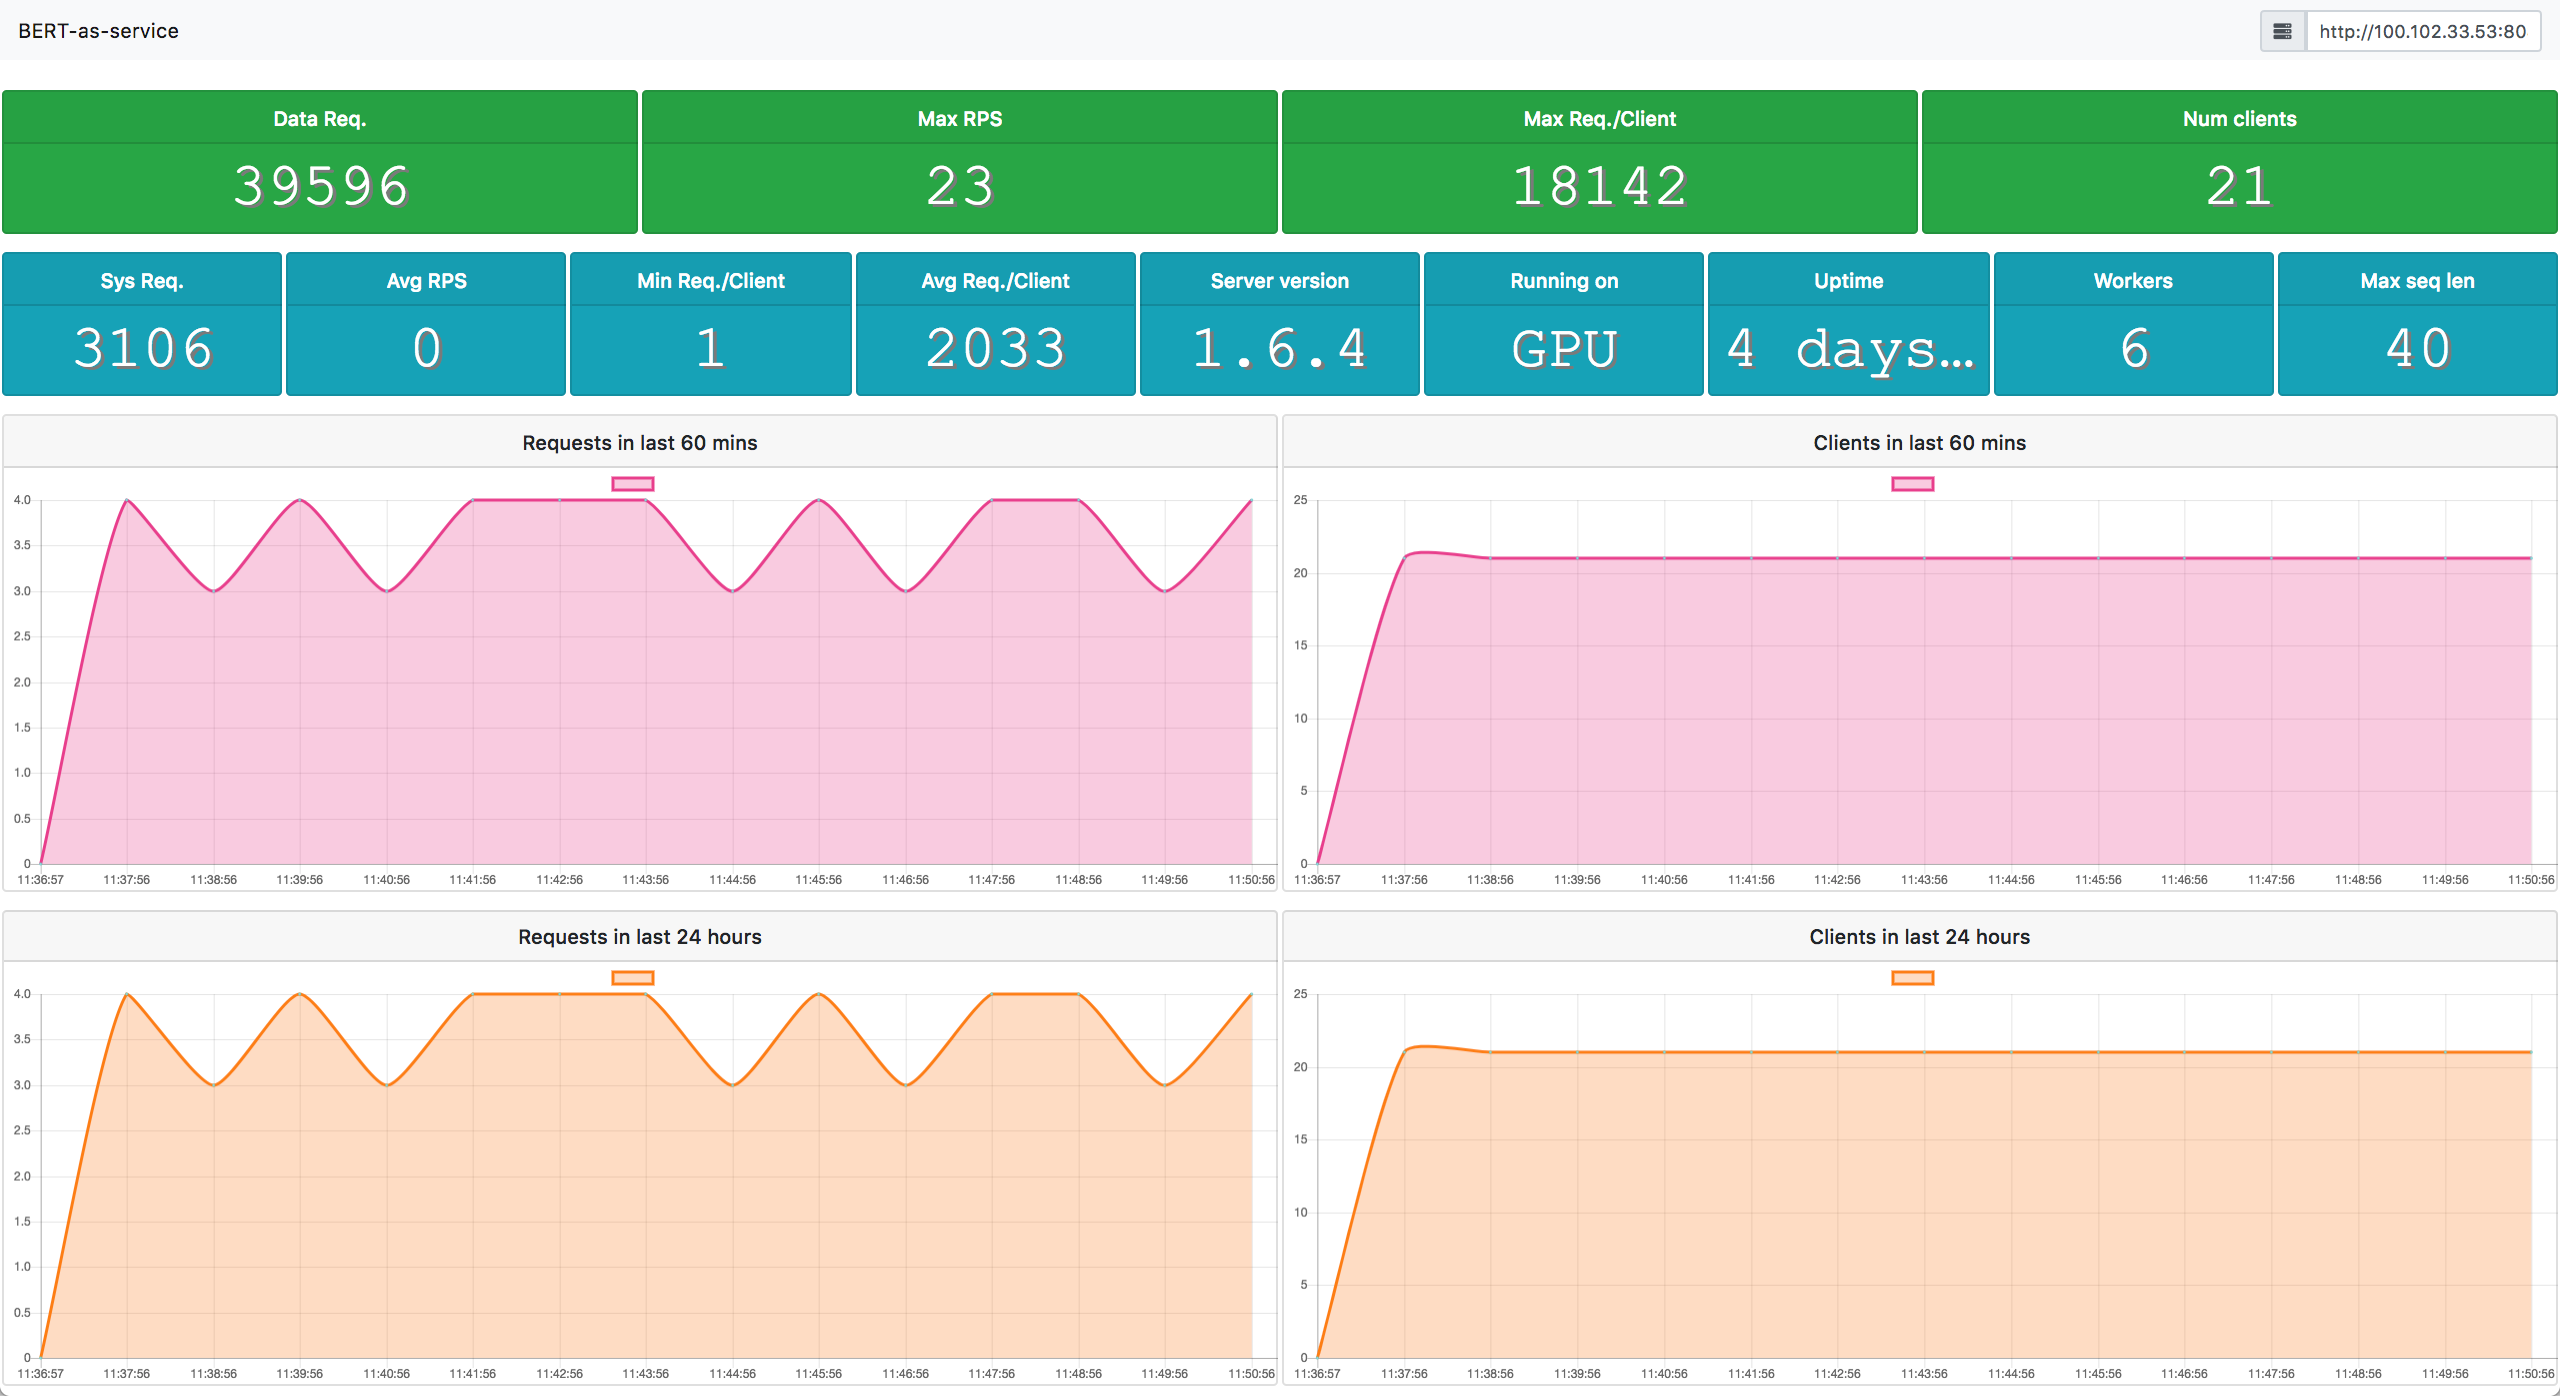 BERT-as-service
http://100.102.33.53:80
Data Req.
39596
Max RPS
23
Max Req./Client
18142
Num clients
21
Sys Req.
3106
Avg RPS
0
Min Req./Client
1
Avg Req./Client
2033
Server version
1.6.4
Running on
GPU
Uptime
4 days…
Workers
6
Max seq len
40
Requests in last 60 mins
4.0
3.5
3.0
2.5
2.0
1.5
1.0
0.5
0
11:36:57 11:37:56 11:38:56 11:39:56 11:40:56 11:41:56 11:42:56 11:43:56 11:44:56 11:45:56 11:46:56 11:47:56 11:48:56 11:49:56 11:50:56
Clients in last 60 mins
25
20
15
10
5
0
11:36:57 11:37:56 11:38:56 11:39:56 11:40:56 11:41:56 11:42:56 11:43:56 11:44:56 11:45:56 11:46:56 11:47:56 11:48:56 11:49:56 11:50:56
Requests in last 24 hours
4.0
3.5
3.0
2.5
2.0
1.5
1.0
0.5
0
11:36:57 11:37:56 11:38:56 11:39:56 11:40:56 11:41:56 11:42:56 11:43:56 11:44:56 11:45:56 11:46:56 11:47:56 11:48:56 11:49:56 11:50:56
Clients in last 24 hours
25
20
15
10
5
0
11:36:57 11:37:56 11:38:56 11:39:56 11:40:56 11:41:56 11:42:56 11:43:56 11:44:56 11:45:56 11:46:56 11:47:56 11:48:56 11:49:56 11:50:56